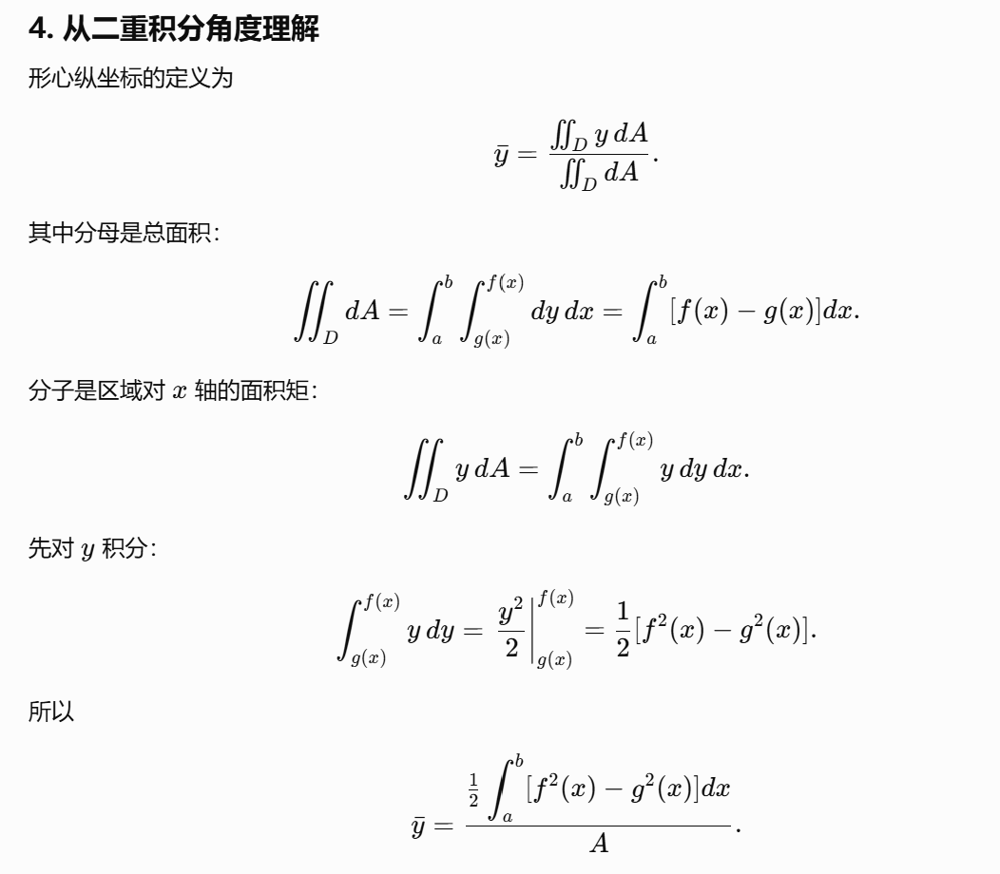 4. 从二重积分角度理解
形心纵坐标的定义为
$$\bar{y} = \frac{\iint_D y\,dA}{\iint_D dA}.$$
其中分母是总面积：
$$\iint_D dA = \int_a^b \int_{g(x)}^{f(x)} dy\,dx = \int_a^b [f(x) - g(x)]dx.$$
分子是区域对 $x$ 轴的面积矩：
$$\iint_D y\,dA = \int_a^b \int_{g(x)}^{f(x)} y\,dy\,dx.$$
先对 $y$ 积分：
$$\int_{g(x)}^{f(x)} y\,dy = \left.\frac{y^2}{2}\right|_{g(x)}^{f(x)} = \frac{1}{2}[f^2(x) - g^2(x)].$$
所以
$$\bar{y} = \frac{\frac{1}{2}\int_a^b [f^2(x) - g^2(x)]dx}{A}.$$